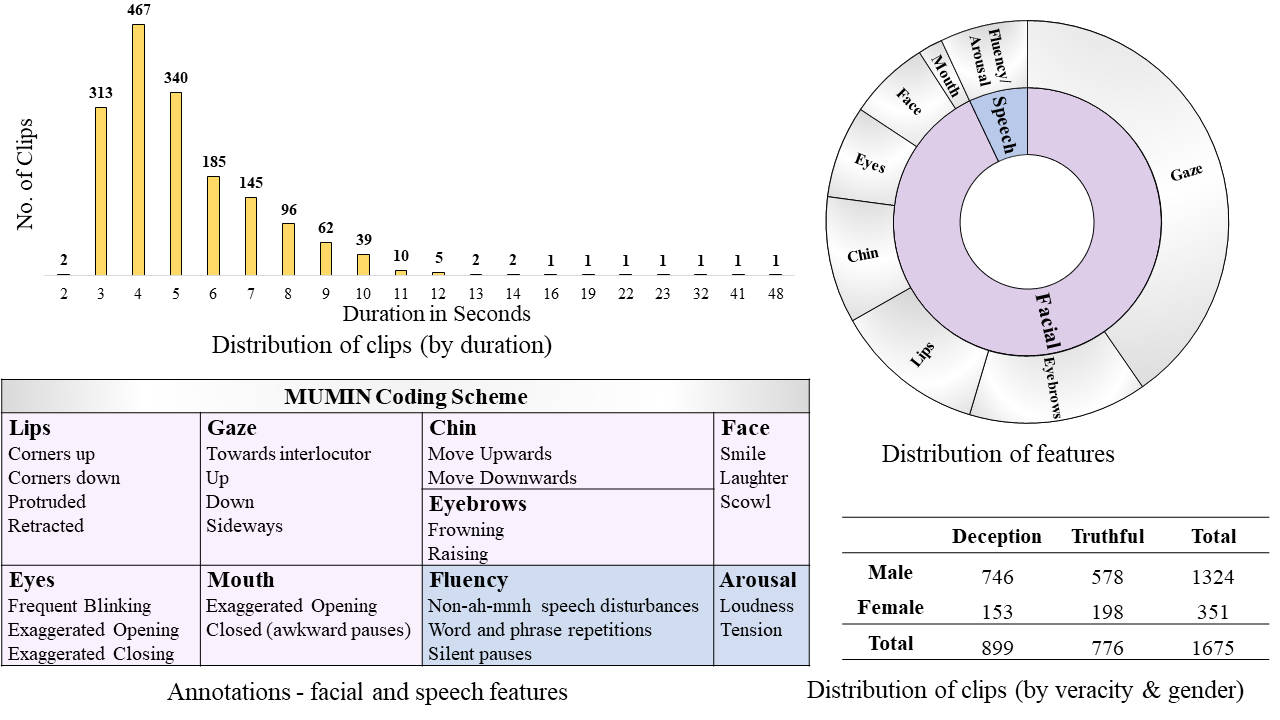 No. of Clips
2
313
467
340
185
145
96
62
39
10
5
2
2
1
1
1
1
1
1
1
2 3 4 5 6 7 8 9 10 11 12 13 14 16 19 22 23 32 41 48
Duration in Seconds
Distribution of clips (by duration)
Fluency/
Arousal
Mouth
Face
Eyes
Chin
Lips
Eyebrows
Gaze
Speech
Facial
Distribution of features
MUMIN Coding Scheme
Lips
Corners up
Corners down
Protruded
Retracted
Gaze
Towards interlocutor
Up
Down
Sideways
Chin
Move Upwards
Move Downwards
Eyebrows
Frowning
Raising
Face
Smile
Laughter
Scowl
Eyes
Frequent Blinking
Exaggerated Opening
Exaggerated Closing
Mouth
Exaggerated Opening
Closed (awkward pauses)
Fluency
Non-ah-mmh speech disturbances
Word and phrase repetitions
Silent pauses
Arousal
Loudness
Tension
Annotations - facial and speech features
Deception Truthful Total
Male 746 578 1324
Female 153 198 351
Total 899 776 1675
Distribution of clips (by veracity & gender)